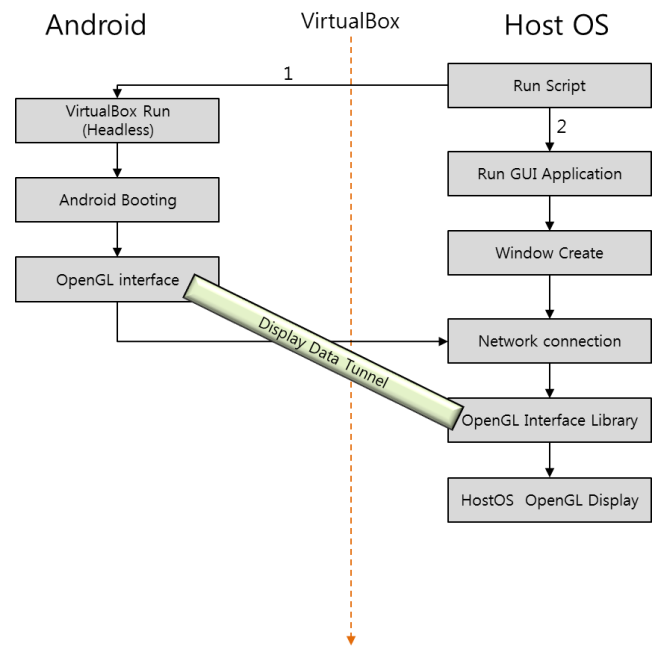 Android
VirtualBox
Host OS
1
Run Script
VirtualBox Run
(Headless)
2
Android Booting
Run GUI Application
OpenGL interface
Window Create
Display Data Tunnel
Network connection
OpenGL Interface Library
HostOS OpenGL Display